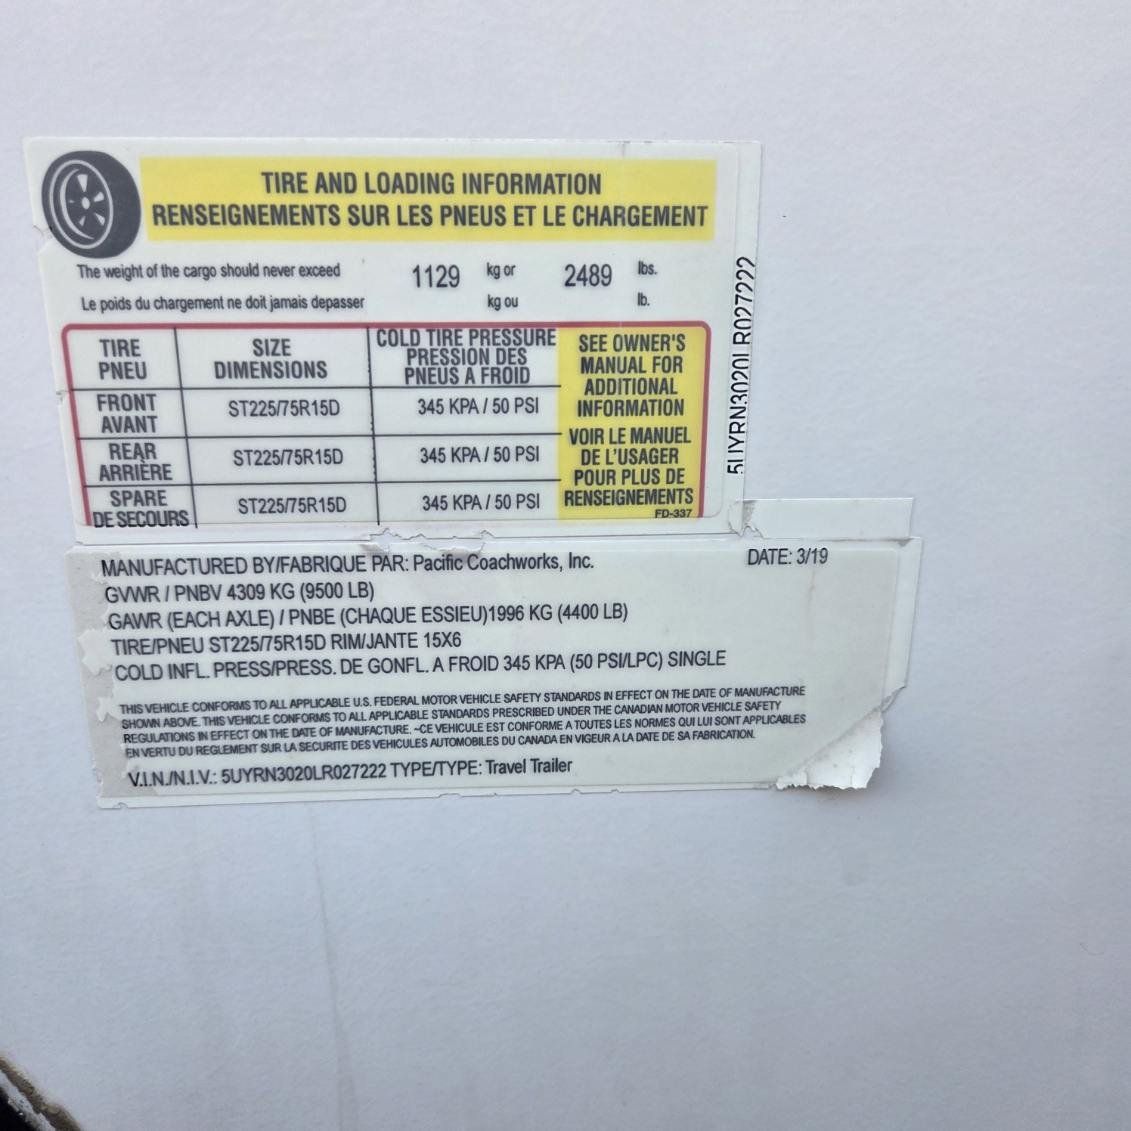 TIRE AND LOADING INFORMATION
RENSEIGNEMENTS SUR LES PNEUS ET LE CHARGEMENT
The weight of the cargo should never exceed 1129 kg or 2489 lbs.
Le poids du chargement ne doit jamais depasser kg ou lb.
TIRE
PNEU
SIZE
DIMENSIONS
COLD TIRE PRESSURE
PRESSION DES
PNEUS A FROID
FRONT
AVANT
ST225/75R15D
345 KPA / 50 PSI
REAR
ARRIÈRE
ST225/75R15D
345 KPA / 50 PSI
SPARE
DE SECOURS
ST225/75R15D
345 KPA / 50 PSI
SEE OWNER'S
MANUAL FOR
ADDITIONAL
INFORMATION
VOIR LE MANUEL
DE L'USAGER
POUR PLUS DE
RENSEIGNEMENTS
FD-337
5UYRN3020LR027222
MANUFACTURED BY/FABRIQUE PAR: Pacific Coachworks, Inc. DATE: 3/19
GVWR / PNBV 4309 KG (9500 LB)
GAWR (EACH AXLE) / PNBE (CHAQUE ESSIEU)1996 KG (4400 LB)
TIRE/PNEU ST225/75R15D RIM/JANTE 15X6
COLD INFL. PRESS/PRESS. DE GONFL. A FROID 345 KPA (50 PSI/LPC) SINGLE
THIS VEHICLE CONFORMS TO ALL APPLICABLE U.S. FEDERAL MOTOR VEHICLE SAFETY STANDARDS IN EFFECT ON THE DATE OF MANUFACTURE
SHOWN ABOVE. THIS VEHICLE CONFORMS TO ALL APPLICABLE STANDARDS PRESCRIBED UNDER THE CANADIAN MOTOR VEHICLE SAFETY
REGULATIONS IN EFFECT ON THE DATE OF MANUFACTURE. ~CE VEHICULE EST CONFORME A TOUTES LES NORMES QUI LUI SONT APPLICABLES
EN VERTU DU REGLEMENT SUR LA SECURITE DES VEHICULES AUTOMOBILES DU CANADA EN VIGEUR A LA DATE DE SA FABRICATION.
V.I.N./N.I.V.: 5UYRN3020LR027222 TYPE/TYPE: Travel Trailer